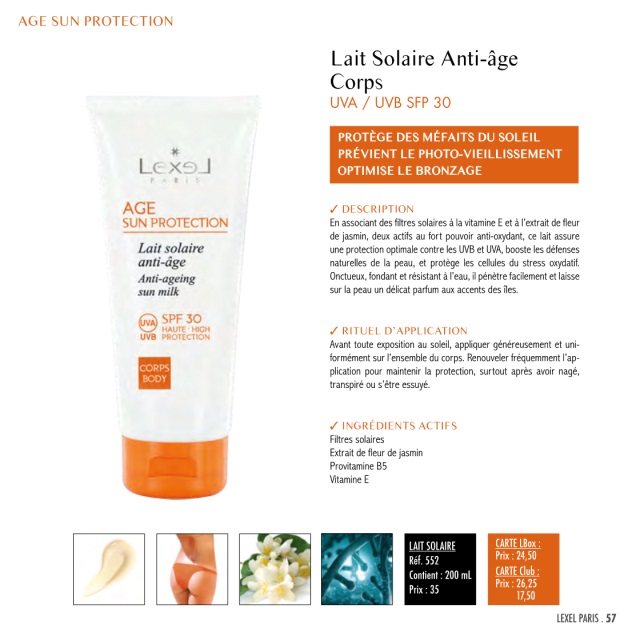 AGE SUN PROTECTION
Lait Solaire Anti-âge
Corps
UVA / UVB SFP 30
PROTÈGE DES MÉFAITS DU SOLEIL
PRÉVIENT LE PHOTO-VIEILLISSEMENT
OPTIMISE LE BRONZAGE
Lexel
PARIS
AGE
SUN PROTECTION
Lait solaire
anti-âge
Anti-ageing
sun milk
UVA
UVB
SPF 30
HAUTE · HIGH
PROTECTION
CORPS
BODY
✓ DESCRIPTION
En associant des filtres solaires à la vitamine E et à l'extrait de fleur
de jasmin, deux actifs au fort pouvoir anti-oxydant, ce lait assure
une protection optimale contre les UVB et UVA, booste les défenses
naturelles de la peau, et protège les cellules du stress oxydatif.
Onctueux, fondant et résistant à l'eau, il pénètre facilement et laisse
sur la peau un délicat parfum aux accents des îles.
✓ RITUEL D'APPLICATION
Avant toute exposition au soleil, appliquer généreusement et uni-
formément sur l'ensemble du corps. Renouveler fréquemment l'ap-
plication pour maintenir la protection, surtout après avoir nagé,
transpiré ou s'être essuyé.
✓ INGRÉDIENTS ACTIFS
Filtres solaires
Extrait de fleur de jasmin
Provitamine B5
Vitamine E
LAIT SOLAIRE
Réf. 552
Contient : 200 mL
Prix : 35
CARTE LBox :
Prix : 24,50
CARTE Club :
Prix : 26,25
17,50
LEXEL PARIS . 57